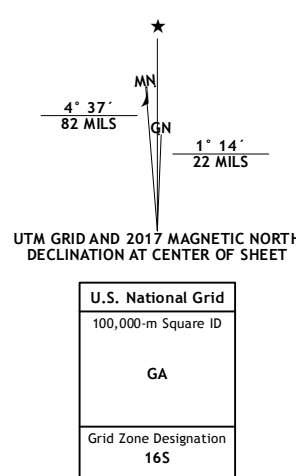 ★
MN
4° 37´
82 MILS
GN
1° 14´
22 MILS
UTM GRID AND 2017 MAGNETIC NORTH
DECLINATION AT CENTER OF SHEET
U.S. National Grid
100,000-m Square ID
GA
Grid Zone Designation
16S